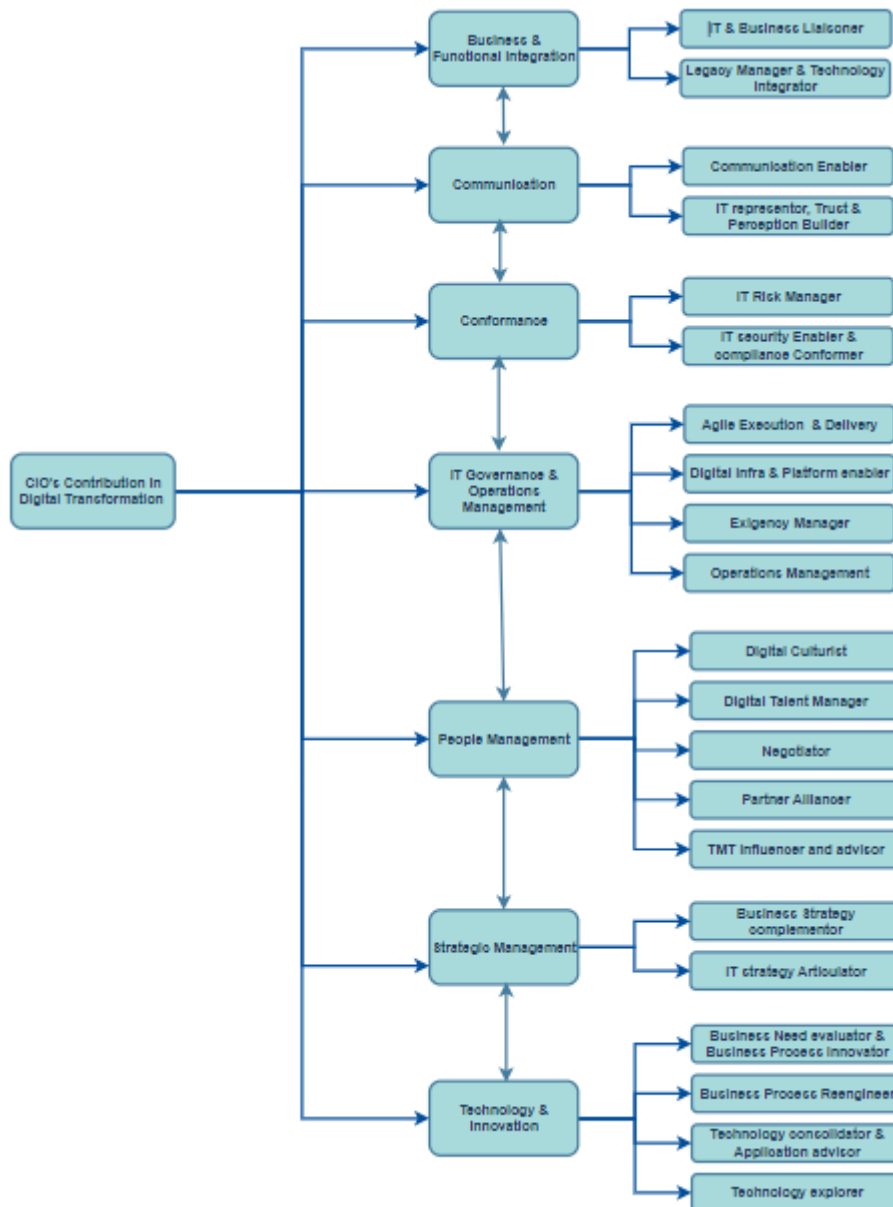 Business &
Functional Integration
IT & Business Liaisoner
Legacy Manager & Technology
Integrator
Communication
Communication Enabler
IT representor, Trust &
Perception Builder
Conformance
IT Risk Manager
IT security Enabler &
compliance Conformer
CIO's Contribution in
Digital Transformation
IT Governance &
Operations
Management
Agile Execution & Delivery
Digital Infra & Platform enabler
Exigency Manager
Operations Management
People Management
Digital Culturist
Digital Talent Manager
Negotiator
Partner Alliancer
TMT Influencer and advisor
Strategic Management
Business Strategy
complementor
IT strategy Articulator
Technology &
Innovation
Business Need evaluator &
Business Process Innovator
Business Process Reengineer
Technology consolidator &
Application advisor
Technology explorer